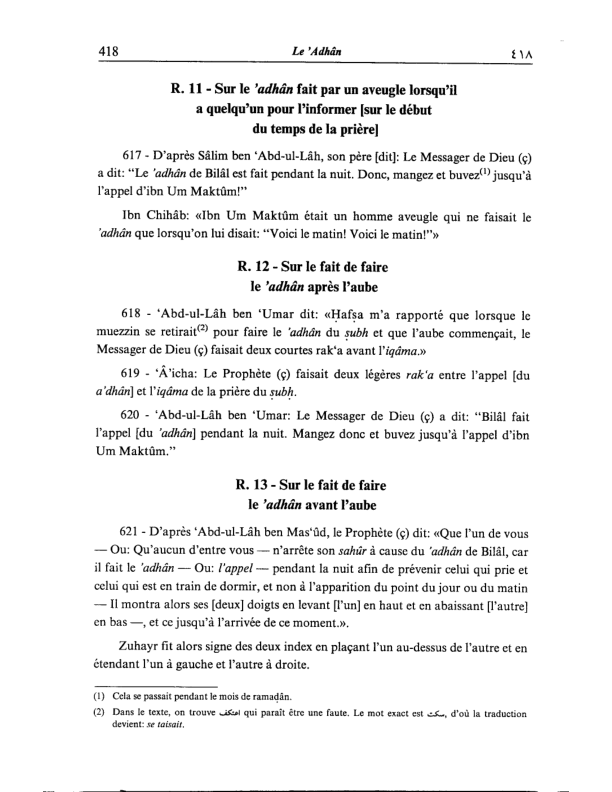 418 Le 'Adhân ٤١٨
R. 11 - Sur le 'adhân fait par un aveugle lorsqu'il
a quelqu'un pour l'informer [sur le début
du temps de la prière]
617 - D'après Sâlim ben ‘Abd-ul-Lâh, son père [dit]: Le Messager de Dieu (ç)
a dit: “Le 'adhân de Bilâl est fait pendant la nuit. Donc, mangez et buvez(1) jusqu'à
l'appel d'ibn Um Maktûm!”
Ibn Chihâb: «Ibn Um Maktûm était un homme aveugle qui ne faisait le
'adhân que lorsqu'on lui disait: “Voici le matin! Voici le matin!”»
R. 12 - Sur le fait de faire
le 'adhân après l'aube
618 - ‘Abd-ul-Lâh ben ‘Umar dit: «Ḥafṣa m'a rapporté que lorsque le
muezzin se retirait(2) pour faire le 'adhân du ṣubh et que l'aube commençait, le
Messager de Dieu (ç) faisait deux courtes rak‘a avant l'iqâma.»
619 - ‘Â'icha: Le Prophète (ç) faisait deux légères rak‘a entre l'appel [du
a'dhân] et l'iqâma de la prière du ṣubh.
620 - ‘Abd-ul-Lâh ben ‘Umar: Le Messager de Dieu (ç) a dit: “Bilâl fait
l'appel [du 'adhân] pendant la nuit. Mangez donc et buvez jusqu'à l'appel d'ibn
Um Maktûm.”
R. 13 - Sur le fait de faire
le 'adhân avant l'aube
621 - D'après ‘Abd-ul-Lâh ben Mas‘ûd, le Prophète (ç) dit: «Que l'un de vous
— Ou: Qu'aucun d'entre vous — n'arrête son sahûr à cause du 'adhân de Bilâl, car
il fait le 'adhân — Ou: l'appel — pendant la nuit afin de prévenir celui qui prie et
celui qui est en train de dormir, et non à l'apparition du point du jour ou du matin
— Il montra alors ses [deux] doigts en levant [l'un] en haut et en abaissant [l'autre]
en bas —, et ce jusqu'à l'arrivée de ce moment.».
Zuhayr fit alors signe des deux index en plaçant l'un au-dessus de l'autre et en
étendant l'un à gauche et l'autre à droite.
(1) Cela se passait pendant le mois de ramaḍân.
(2) Dans le texte, on trouve اعتكف qui paraît être une faute. Le mot exact est سكت, d'où la traduction
devient: se taisait.